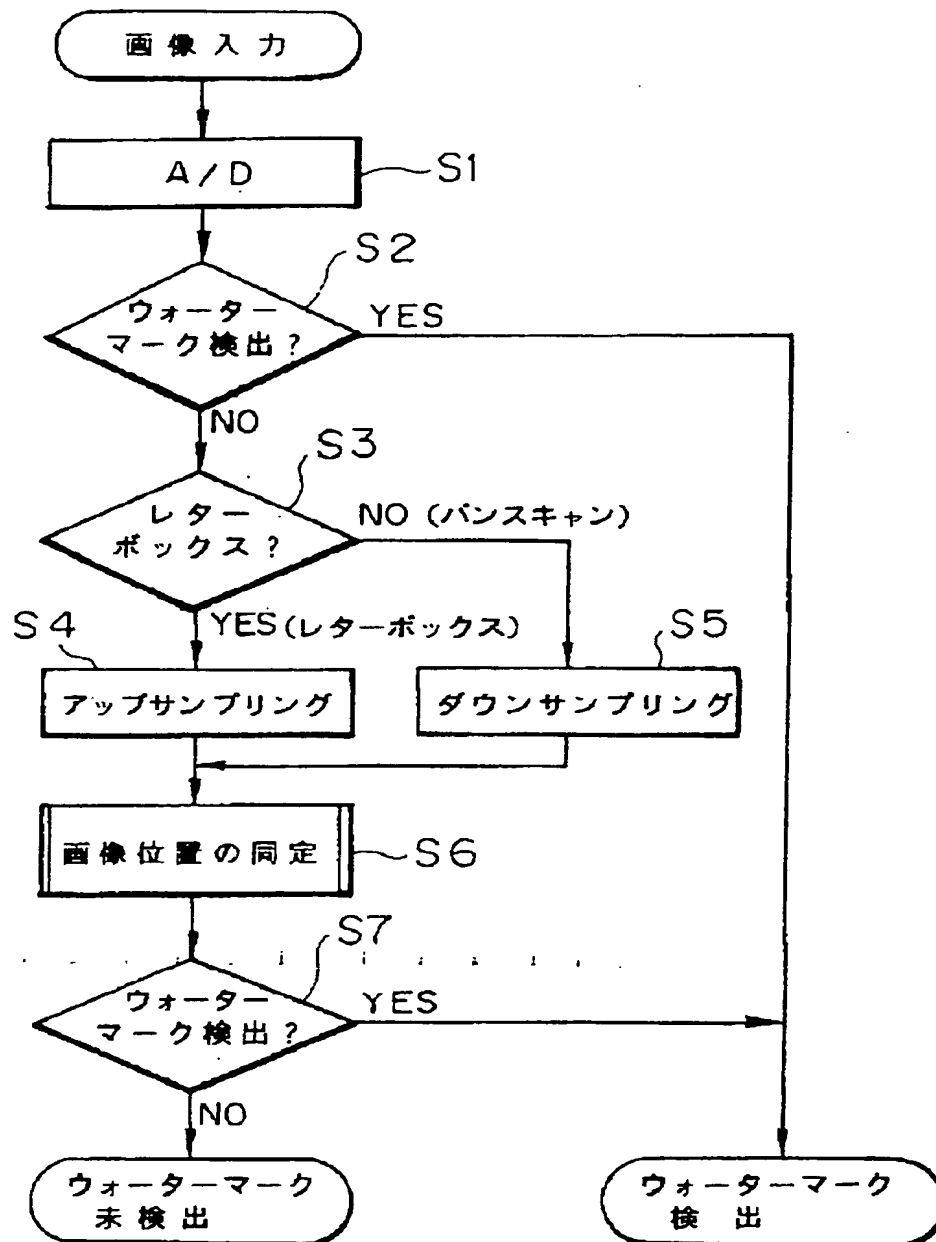 画像入力
A/D
S1
S2
ウォーター
マーク検出?
YES
NO
S3
レター
ボックス?
NO (パンスキャン)
YES (レターボックス)
S4
アップサンプリング
S5
ダウンサンプリング
画像位置の同定
S6
S7
ウォーター
マーク検出?
YES
NO
ウォーターマーク
未検出
ウォーターマーク
検出